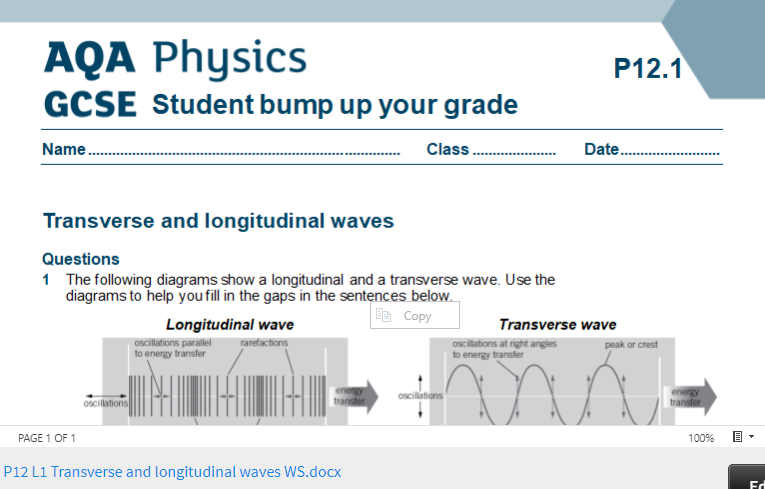 AQA Physics
P12.1
GCSE Student bump up your grade
Name Class Date
Transverse and longitudinal waves
Questions
1 The following diagrams show a longitudinal and a transverse wave. Use the
diagrams to help you fill in the gaps in the sentences below.
Copy
Longitudinal wave
Transverse wave
oscillations parallel
to energy transfer
rarefactions
oscillations at right angles
to energy transfer
peak or crest
oscillations
energy
transfer
oscillations
energy
transfer
PAGE 1 OF 1
100%
P12 L1 Transverse and longitudinal waves WS.docx